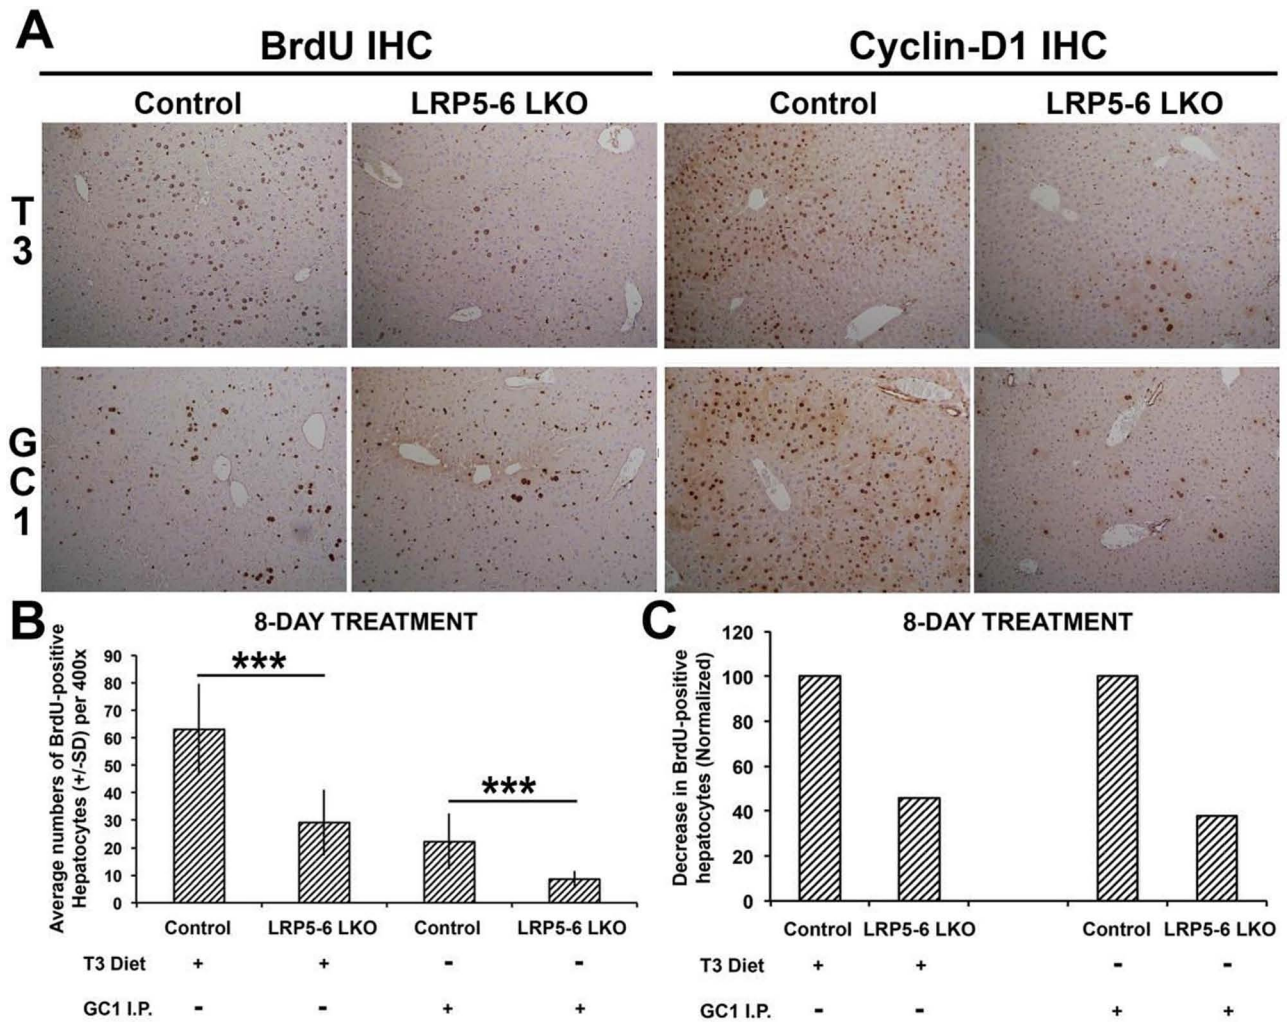 A
BrdU IHC
Cyclin-D1 IHC
Control
LRP5-6 LKO
Control
LRP5-6 LKO
T
3
G
C
1
B
8-DAY TREATMENT
Average numbers of BrdU-positive
Hepatocytes (+/-SD) per 400x
90
80
70
60
50
40
30
20
10
0
***
***
Control
LRP5-6 LKO
Control
LRP5-6 LKO
T3 Diet + + - -
GC1 I.P. - - + +
C
8-DAY TREATMENT
Decrease in BrdU-positive
hepatocytes (Normalized)
120
100
80
60
40
20
0
Control
LRP5-6 LKO
Control
LRP5-6 LKO
T3 Diet + + - -
GC1 I.P. - - + +